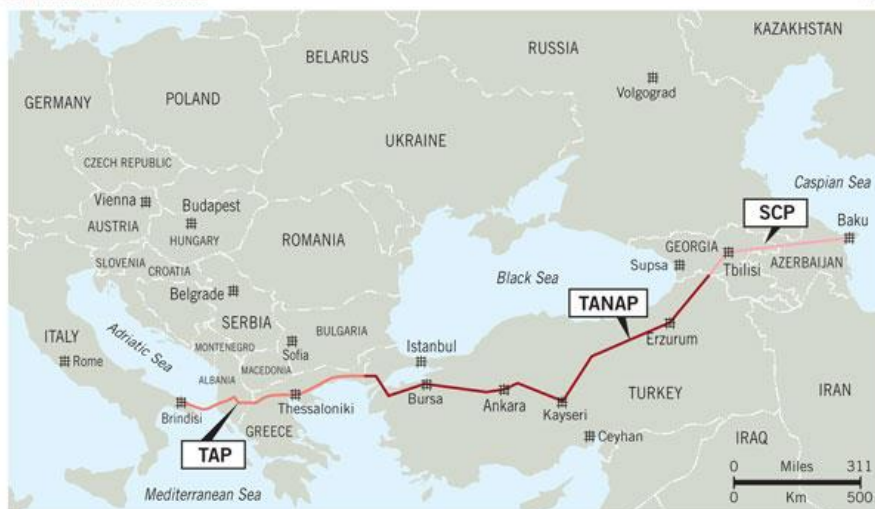 KAZAKHSTAN
RUSSIA
BELARUS
Volgograd
GERMANY
POLAND
UKRAINE
CZECH REPUBLIC
Caspian Sea
Vienna
Budapest
SCP
Baku
AUSTRIA
HUNGARY
ROMANIA
GEORGIA
SLOVENIA
CROATIA
Supsa
Tbilisi
AZERBAIJAN
Black Sea
Belgrade
TANAP
ITALY
Adriatic Sea
SERBIA
BULGARIA
Erzurum
MONTENEGRO
Sofia
Istanbul
Rome
MACEDONIA
ALBANIA
TURKEY
IRAN
Brindisi
Thessaloniki
Bursa
Ankara
Kayseri
GREECE
Ceyhan
IRAQ
TAP
0 Miles 311
0 Km 500
Mediterranean Sea